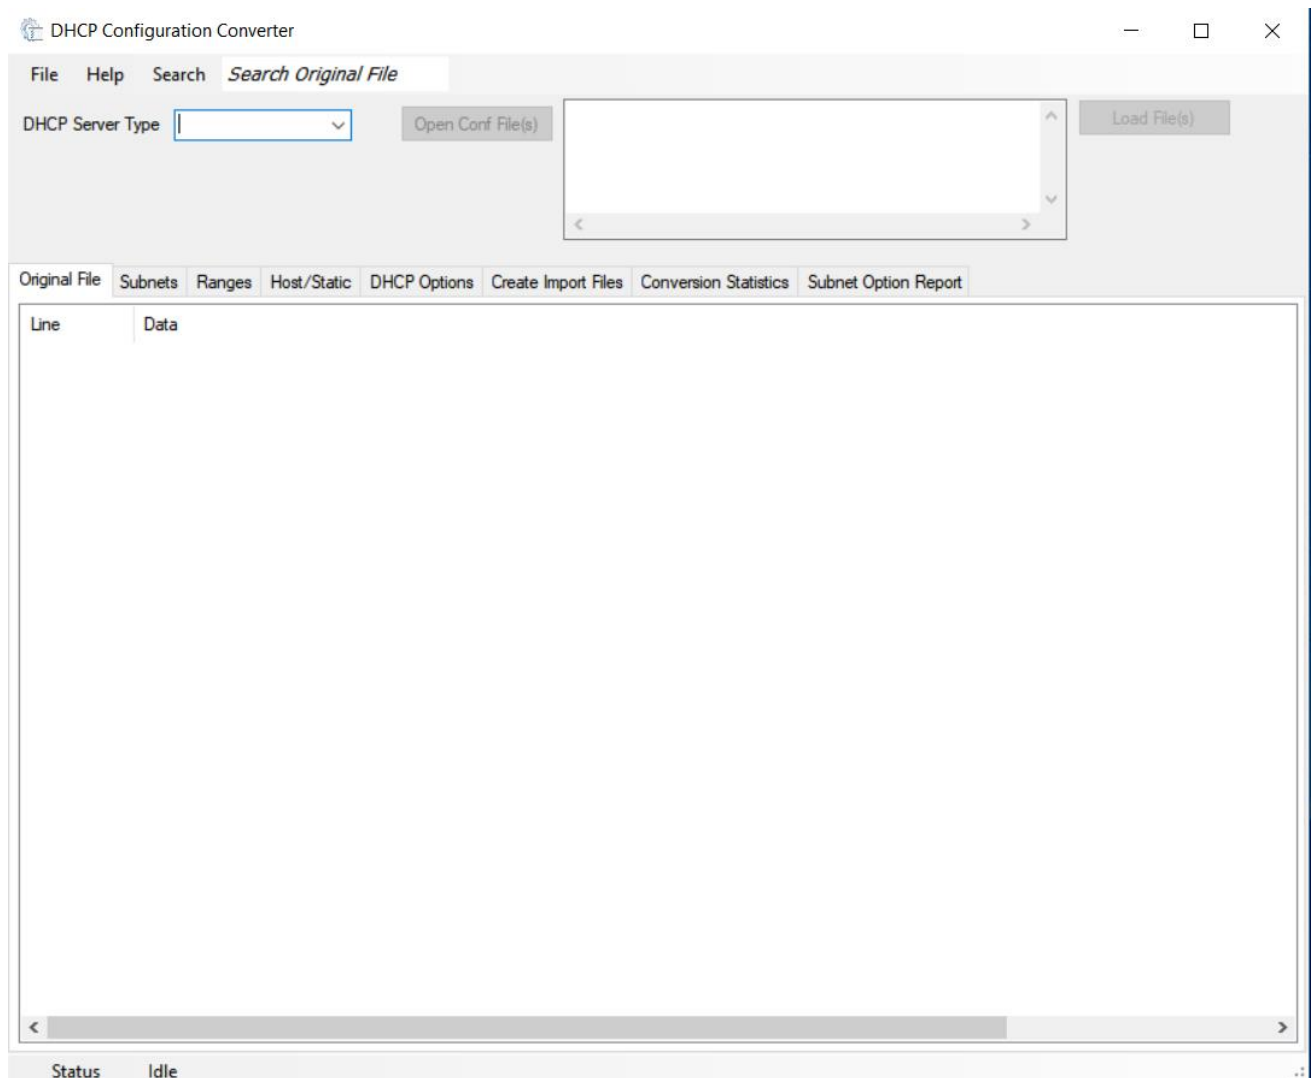 DHCP Configuration Converter
File Help Search Search Original File
DHCP Server Type Open Conf File(s) Load File(s)
Original File Subnets Ranges Host/Static DHCP Options Create Import Files Conversion Statistics Subnet Option Report
Line Data
Status Idle